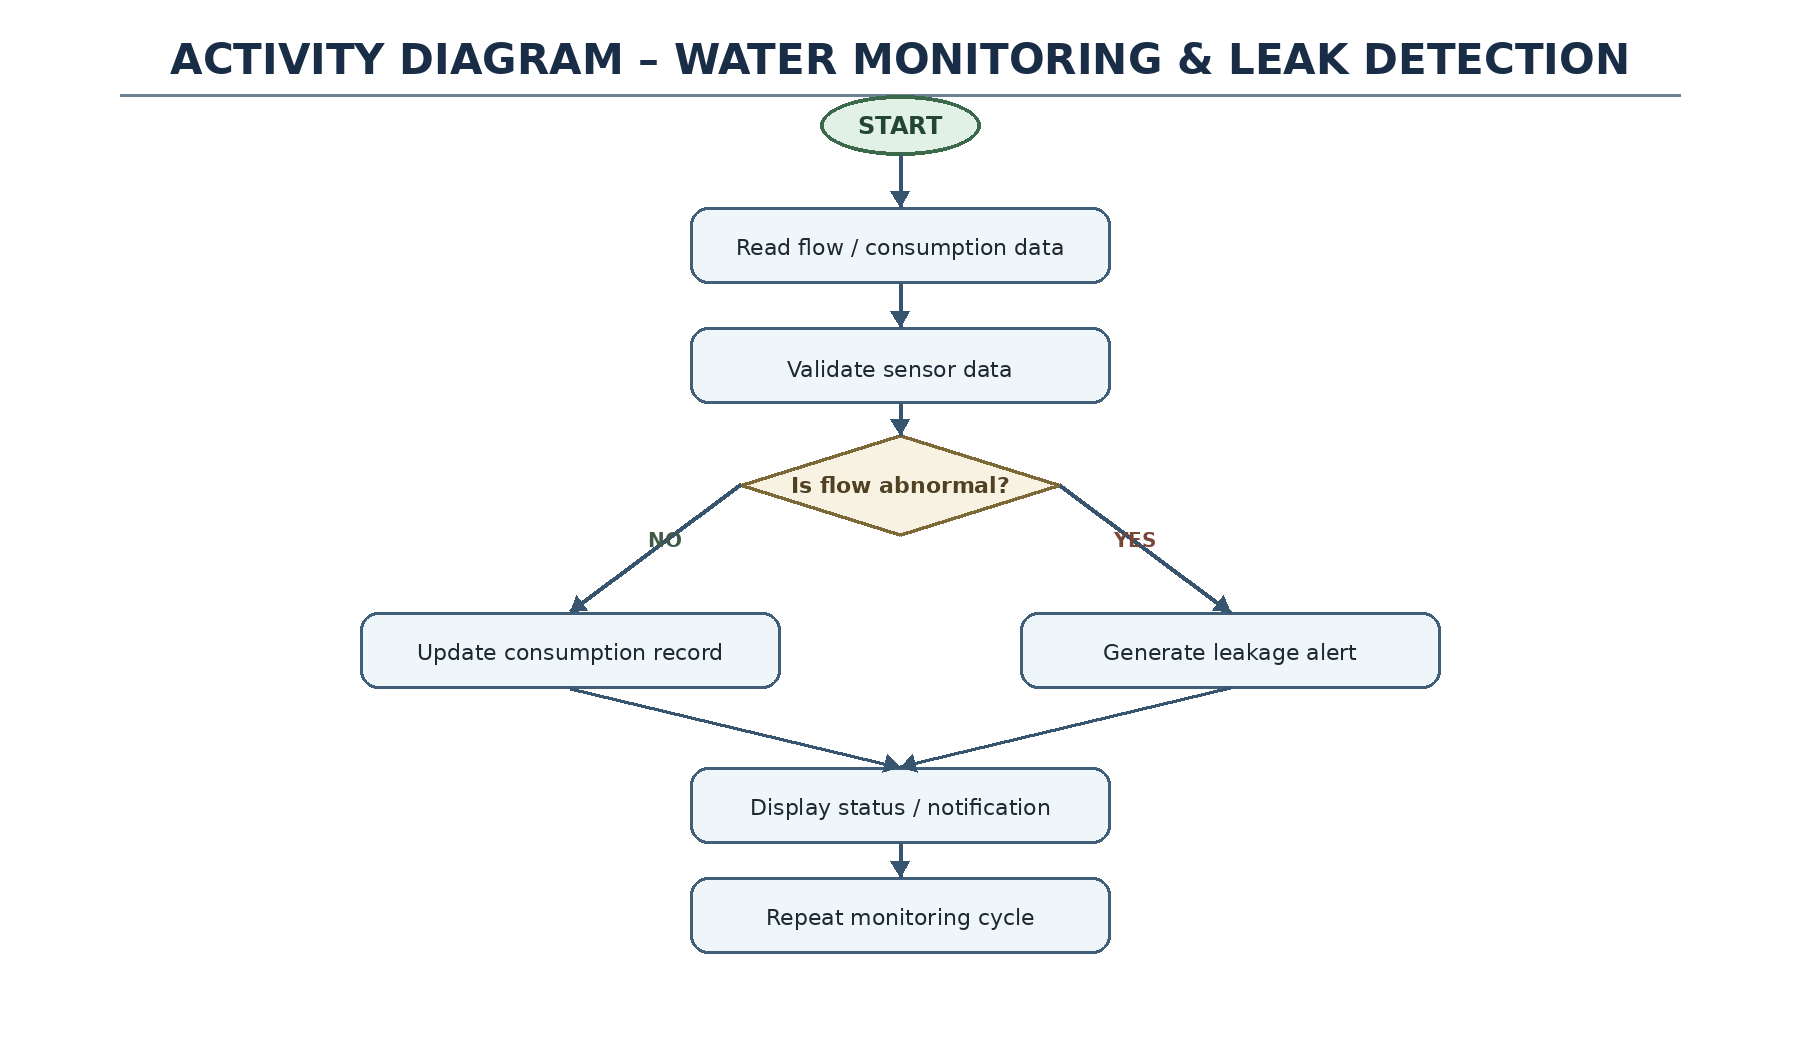 ACTIVITY DIAGRAM – WATER MONITORING & LEAK DETECTION
START
Read flow / consumption data
Validate sensor data
Is flow abnormal?
NO
YES
Update consumption record
Generate leakage alert
Display status / notification
Repeat monitoring cycle